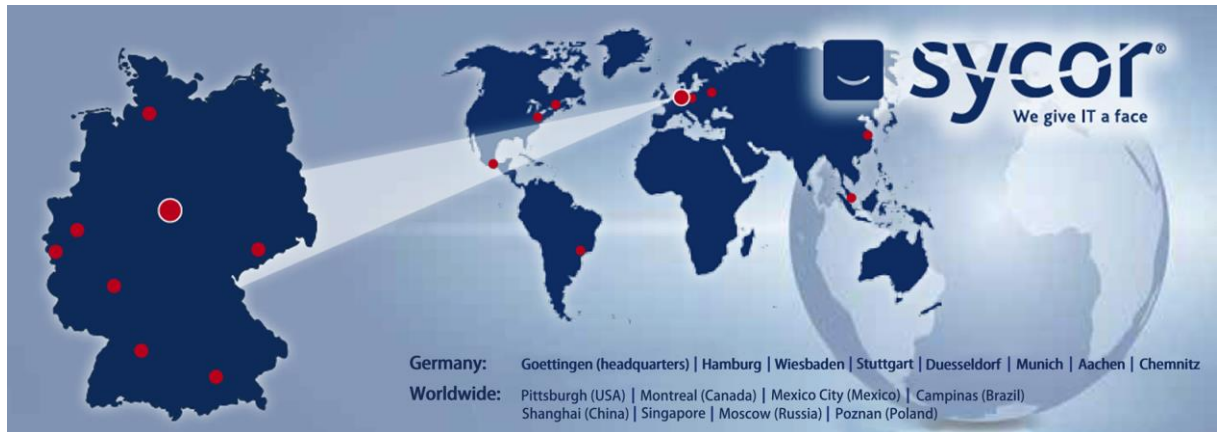 sycor®
We give IT a face
Germany: Goettingen (headquarters) | Hamburg | Wiesbaden | Stuttgart | Duesseldorf | Munich | Aachen | Chemnitz
Worldwide: Pittsburgh (USA) | Montreal (Canada) | Mexico City (Mexico) | Campinas (Brazil)
Shanghai (China) | Singapore | Moscow (Russia) | Poznan (Poland)